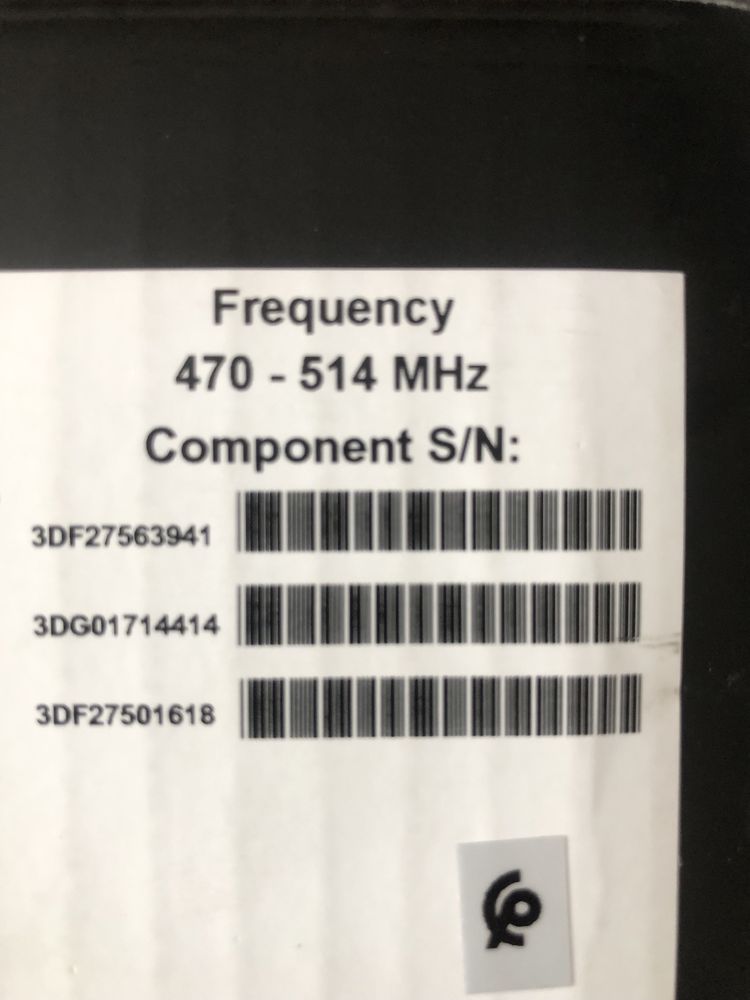 Frequency
470 - 514 MHz
Component S/N:
3DF27563941
3DG01714414
3DF27501618